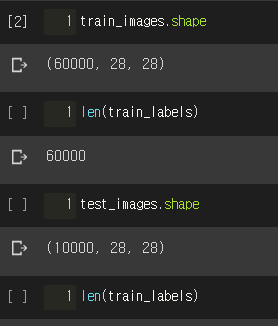 [2] 1 train_images.shape
(60000, 28, 28)
[ ] 1 len(train_labels)
60000
[ ] 1 test_images.shape
(10000, 28, 28)
[ ] 1 len(train_labels)